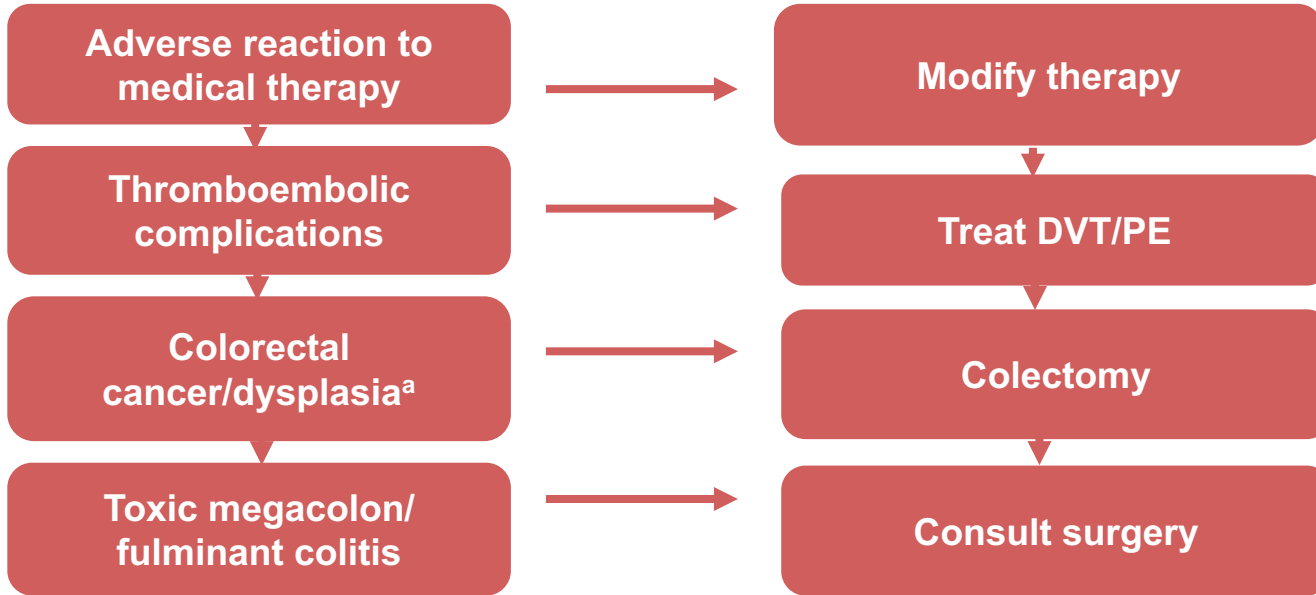 Adverse reaction to
medical therapy
Modify therapy
Thromboembolic
complications
Treat DVT/PE
Colorectal
cancer/dysplasiaᵃ
Colectomy
Toxic megacolon/
fulminant colitis
Consult surgery